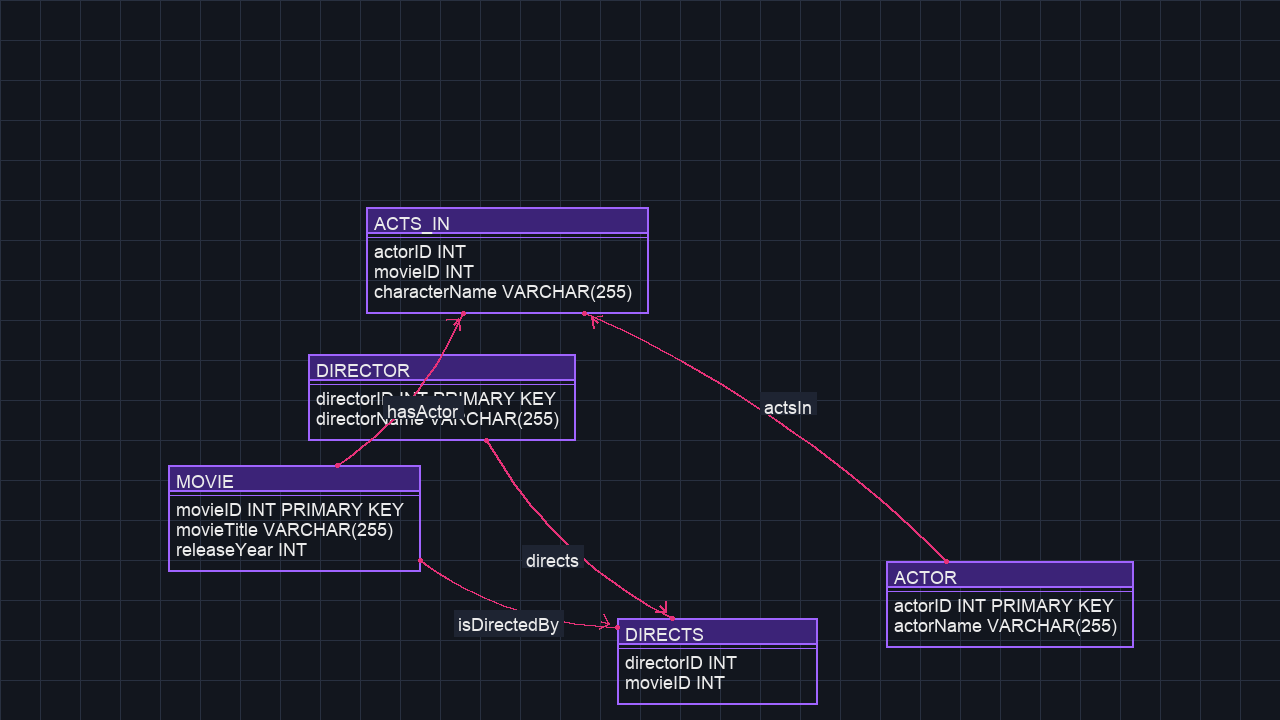 ACTS_IN
actorID INT
movieID INT
characterName VARCHAR(255)
DIRECTOR
directorID INT PRIMARY KEY
directorName VARCHAR(255)
hasActor
actsIn
MOVIE
movieID INT PRIMARY KEY
movieTitle VARCHAR(255)
releaseYear INT
directs
isDirectedBy
ACTOR
actorID INT PRIMARY KEY
actorName VARCHAR(255)
DIRECTS
directorID INT
movieID INT